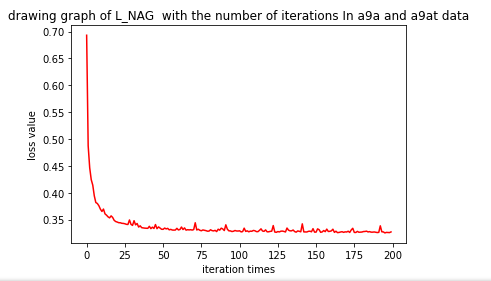 drawing graph of L_NAG  with the number of iterations In a9a and a9at data
0.70
0.65
0.60
0.55
0.50
0.45
0.40
0.35
loss value
0 25 50 75 100 125 150 175 200
iteration times